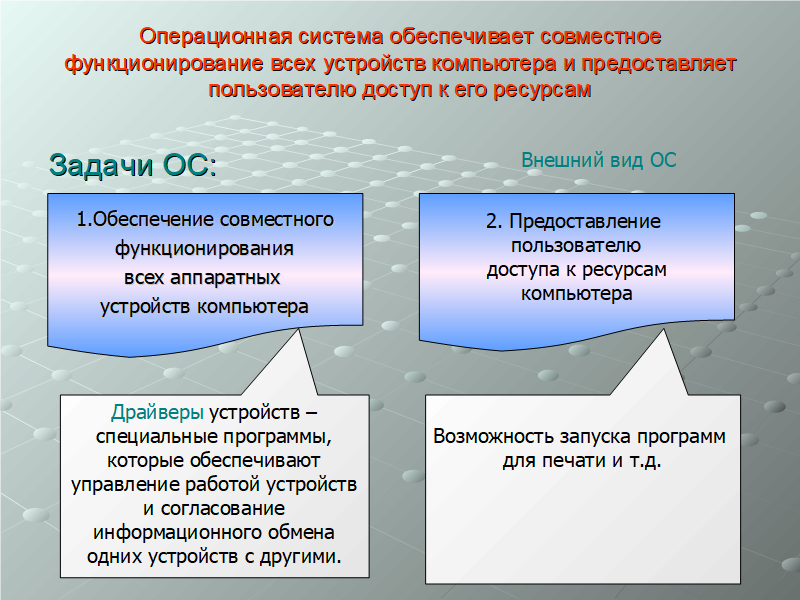 Операционная система обеспечивает совместное
функционирование всех устройств компьютера и предоставляет
пользователю доступ к его ресурсам
Задачи ОС:
Внешний вид ОС
1.Обеспечение совместного
функционирования
всех аппаратных
устройств компьютера
2. Предоставление
пользователю
доступа к ресурсам
компьютера
Драйверы устройств –
специальные программы,
которые обеспечивают
управление работой устройств
и согласование
информационного обмена
одних устройств с другими.
Возможность запуска программ
для печати и т.д.